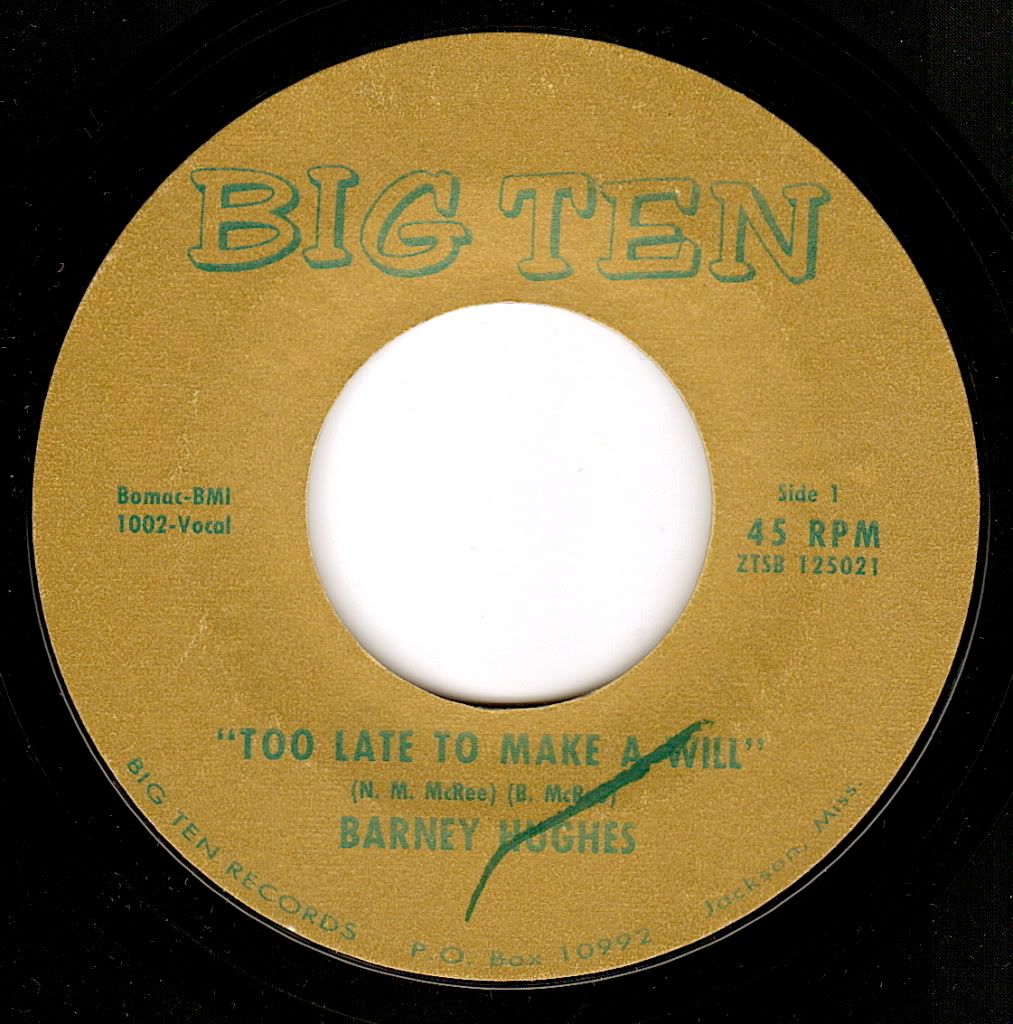 BIG TEN
Bomac-BMI
1002-Vocal
Side 1
45 RPM
ZTSB 125021
"TOO LATE TO MAKE A WILL"
(N. M. McRee) (B. McRee)
BARNEY HUGHES
BIG TEN RECORDS P.O. Box 10992 Jackson, Miss.